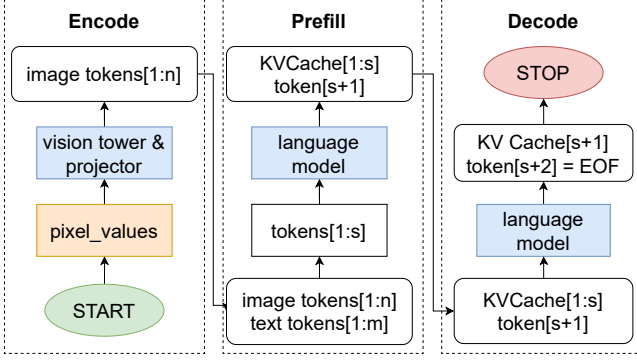 Encode
image tokens[1:n]
vision tower &
projector
pixel_values
START
Prefill
KVCache[1:s]
token[s+1]
language
model
tokens[1:s]
image tokens[1:n]
text tokens[1:m]
Decode
STOP
KV Cache[s+1]
token[s+2] = EOF
language
model
KVCache[1:s]
token[s+1]